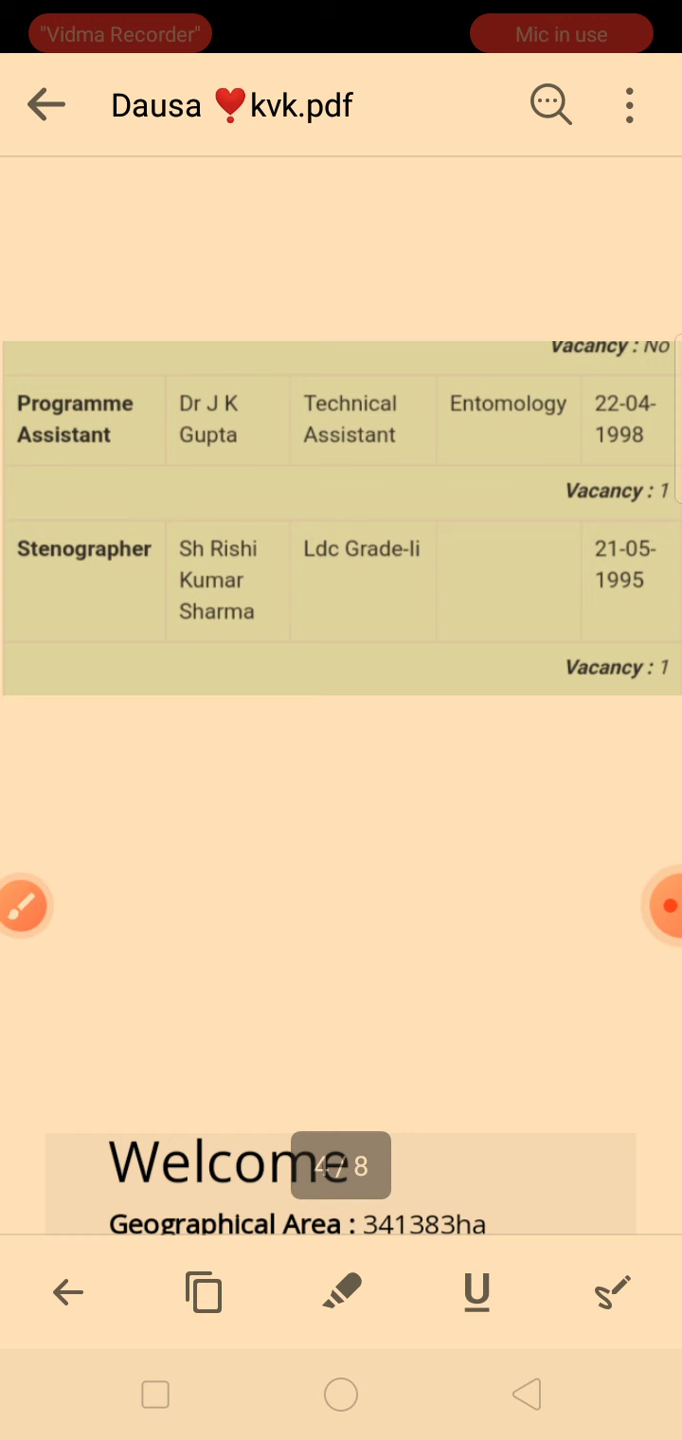 "Vidma Recorder" Mic in use
Dausa ❣️kvk.pdf
Vacancy : No
Programme Assistant Dr J K Gupta Technical Assistant Entomology 22-04-1998
Vacancy : 1
Stenographer Sh Rishi Kumar Sharma Ldc Grade-Ii 21-05-1995
Vacancy : 1
Welcome
4 / 8
Geographical Area : 341383ha
U